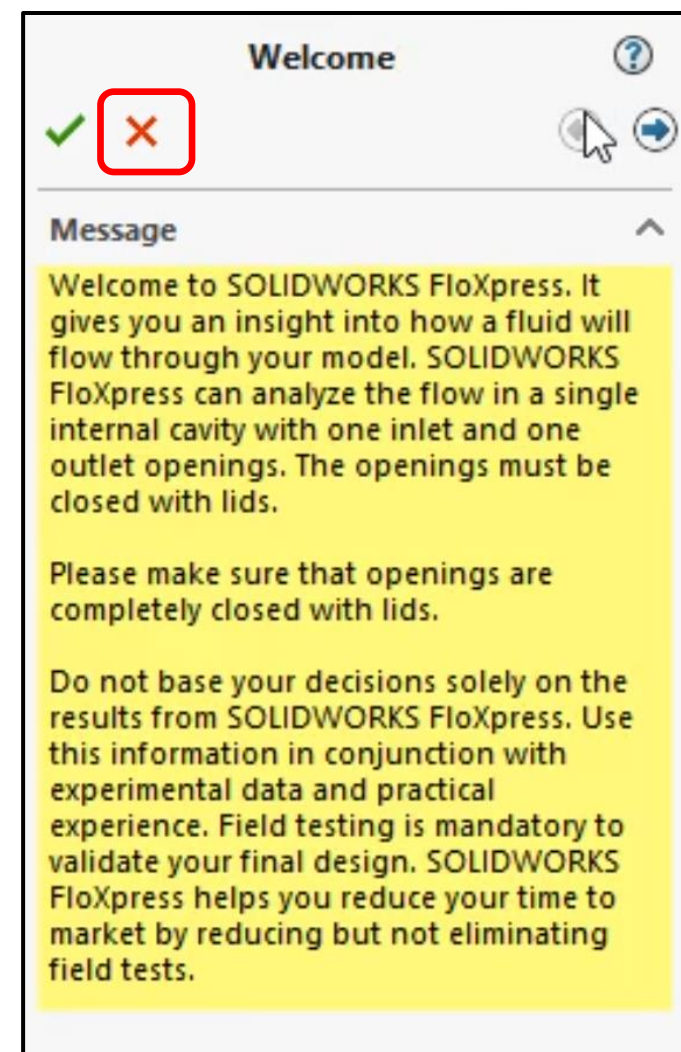 Welcome
?
Message
Welcome to SOLIDWORKS FloXpress. It
gives you an insight into how a fluid will
flow through your model. SOLIDWORKS
FloXpress can analyze the flow in a single
internal cavity with one inlet and one
outlet openings. The openings must be
closed with lids.
Please make sure that openings are
completely closed with lids.
Do not base your decisions solely on the
results from SOLIDWORKS FloXpress. Use
this information in conjunction with
experimental data and practical
experience. Field testing is mandatory to
validate your final design. SOLIDWORKS
FloXpress helps you reduce your time to
market by reducing but not eliminating
field tests.